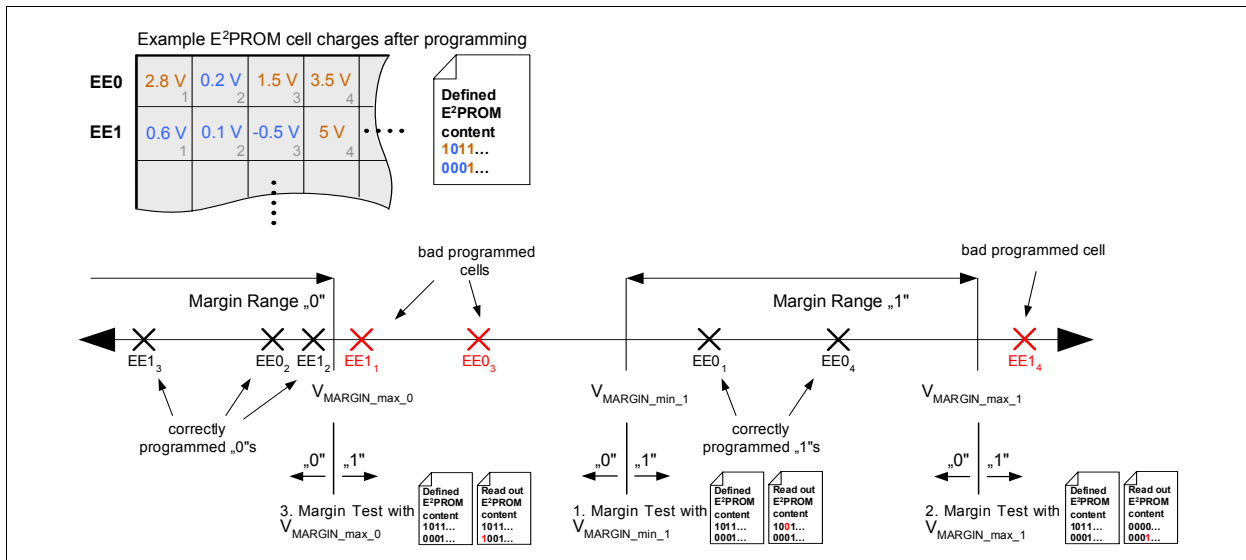 Example E²PROM cell charges after programming
EE0
2.8 V 0.2 V 1.5 V 3.5 V
1 2 3 4
EE1
0.6 V 0.1 V -0.5 V 5 V
1 2 3 4
Defined
E²PROM
content
1011...
0001...
bad programmed
cells
bad programmed cell
Margin Range „0"
Margin Range „1"
EE1₃ EE0₂ EE1₂ EE1₁ EE0₃ EE0₁ EE0₄ EE1₄
V_MARGIN_max_0
V_MARGIN_min_1
V_MARGIN_max_1
correctly
programmed „0"s
correctly
programmed „1"s
„0" „1"
3. Margin Test with
V_MARGIN_max_0
Defined
E²PROM
content
1011...
0001...
Read out
E²PROM
content
1011...
1001...
„0" „1"
1. Margin Test with
V_MARGIN_min_1
Defined
E²PROM
content
1011...
0001...
Read out
E²PROM
content
1001...
0001...
„0" „1"
2. Margin Test with
V_MARGIN_max_1
Defined
E²PROM
content
1011...
0001...
Read out
E²PROM
content
0000...
0001...